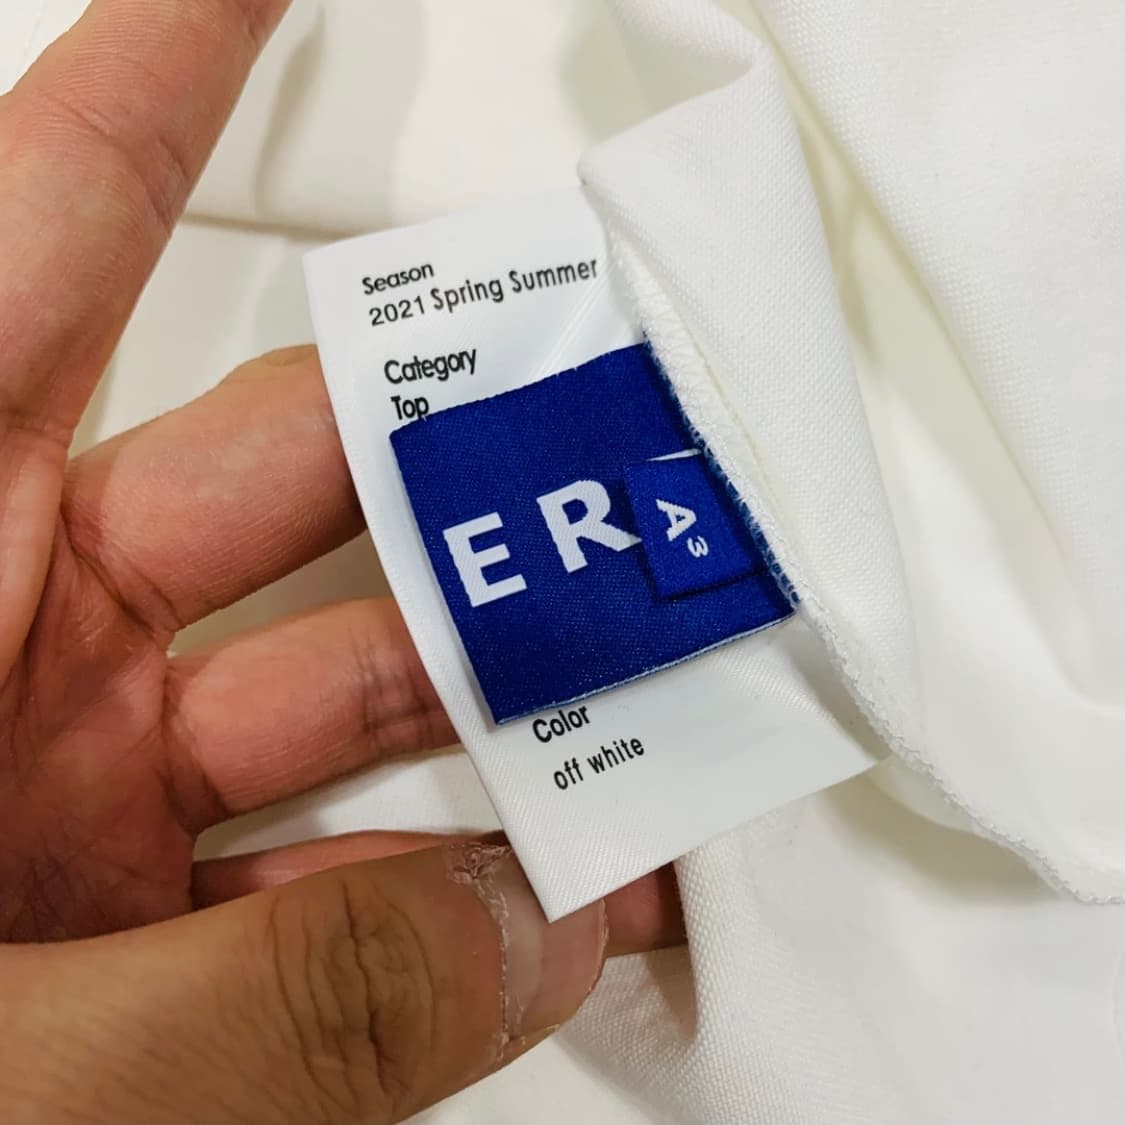 Season
2021 Spring Summer
Category
Top
ER
A³
Color
off white